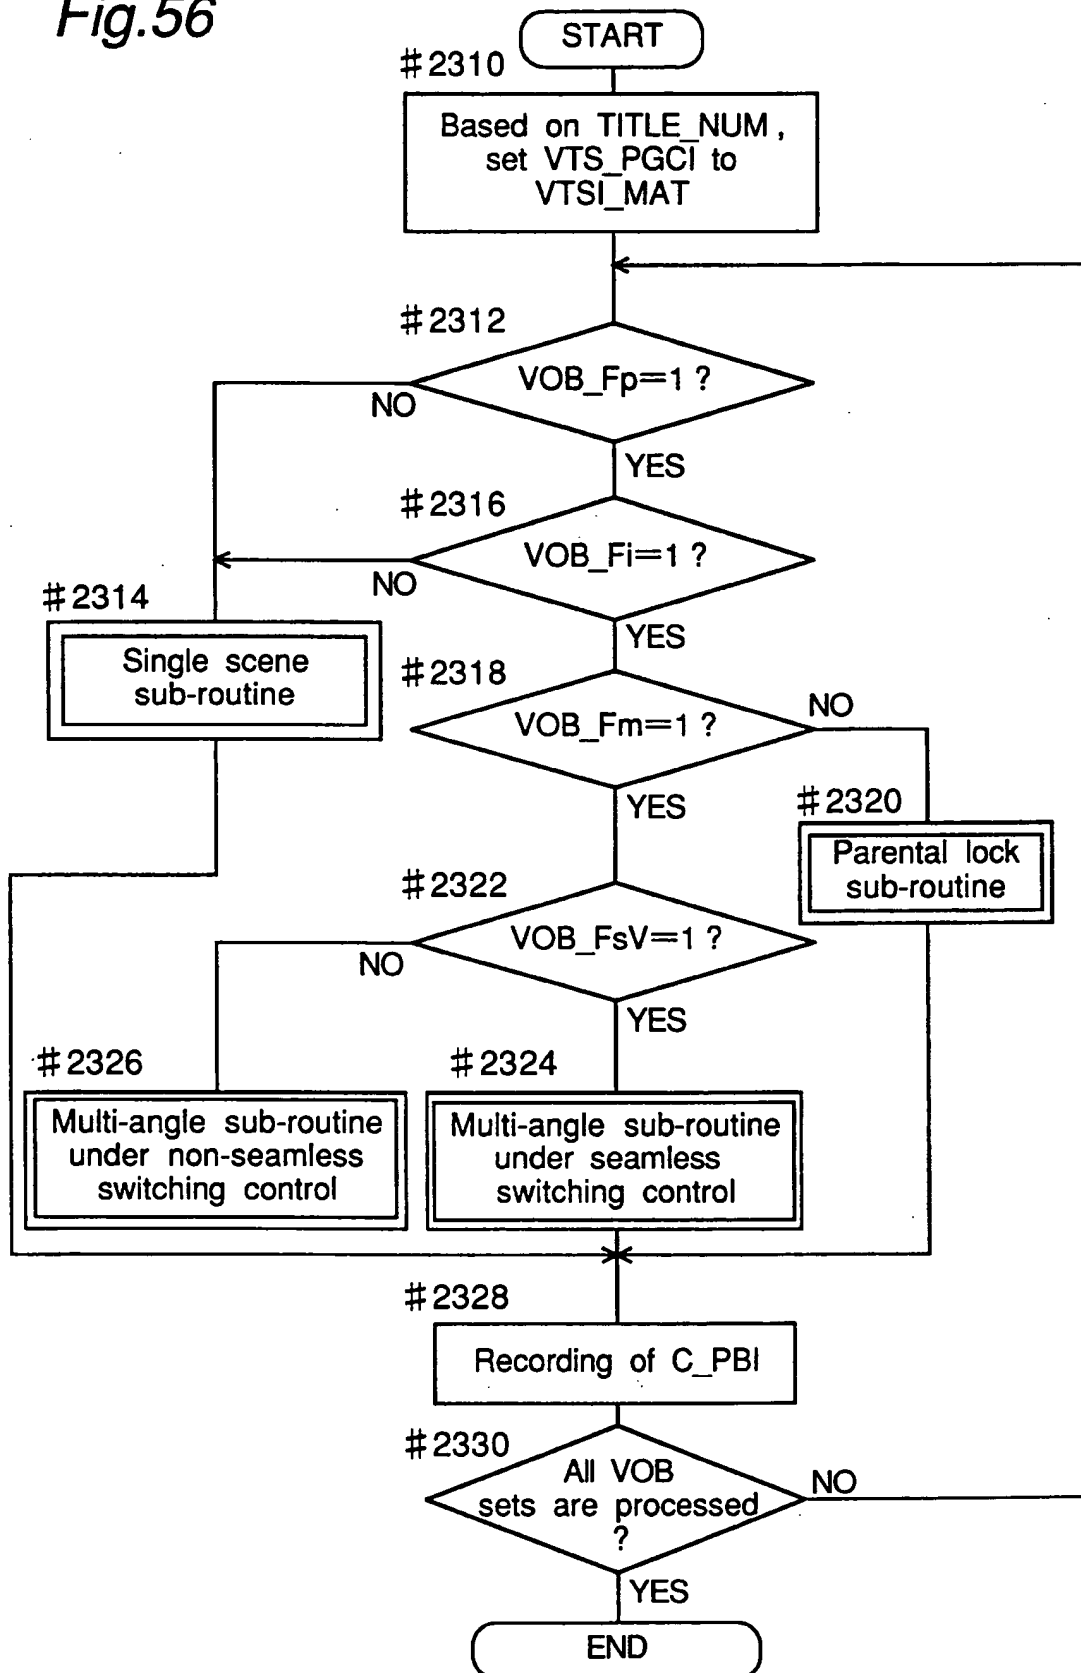 Fig.56
START
#2310
Based on TITLE_NUM,
set VTS_PGCI to
VTSI_MAT
#2312
VOB_Fp=1 ?
NO
YES
#2316
VOB_Fi=1 ?
NO
YES
#2314
Single scene
sub-routine
#2318
VOB_Fm=1 ?
NO
YES
#2320
Parental lock
sub-routine
#2322
VOB_FsV=1 ?
NO
YES
#2326
Multi-angle sub-routine
under non-seamless
switching control
#2324
Multi-angle sub-routine
under seamless
switching control
#2328
Recording of C_PBI
#2330
All VOB
sets are processed
?
NO
YES
END